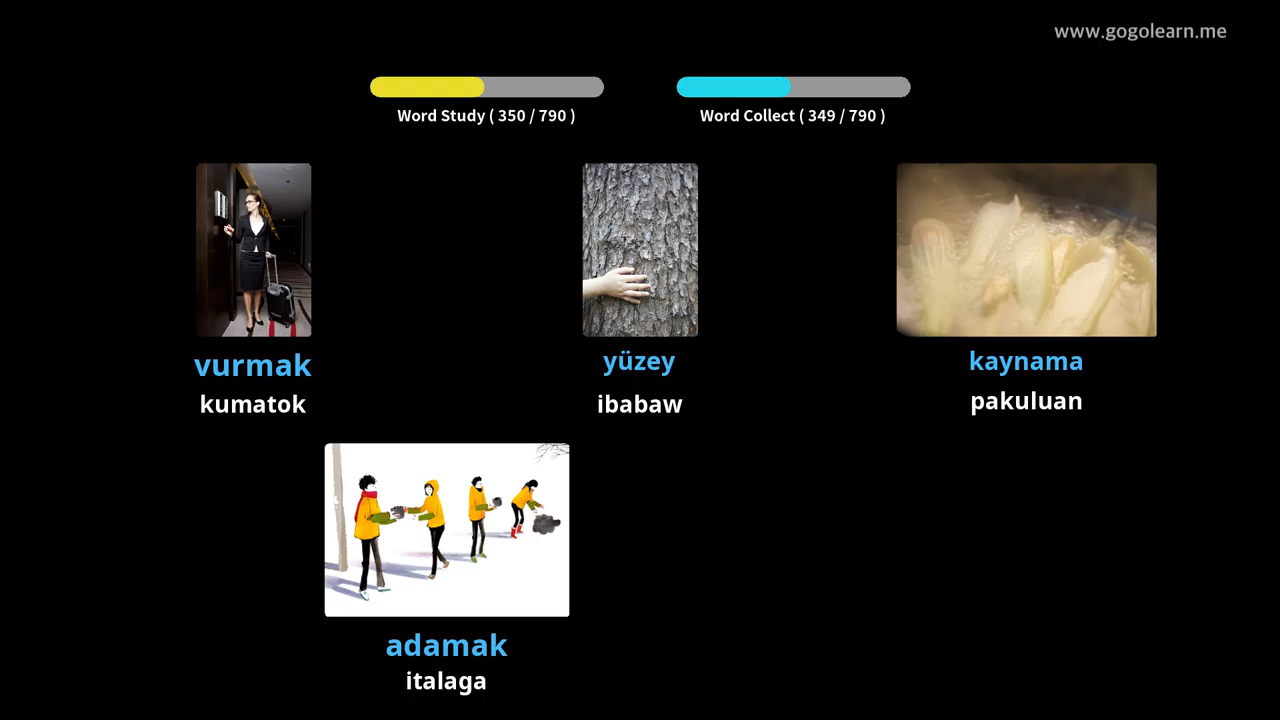 www.gogolearn.me
Word Study ( 350 / 790 )
Word Collect ( 349 / 790 )
vurmak
kumatok
yüzey
ibabaw
kaynama
pakuluan
adamak
italaga